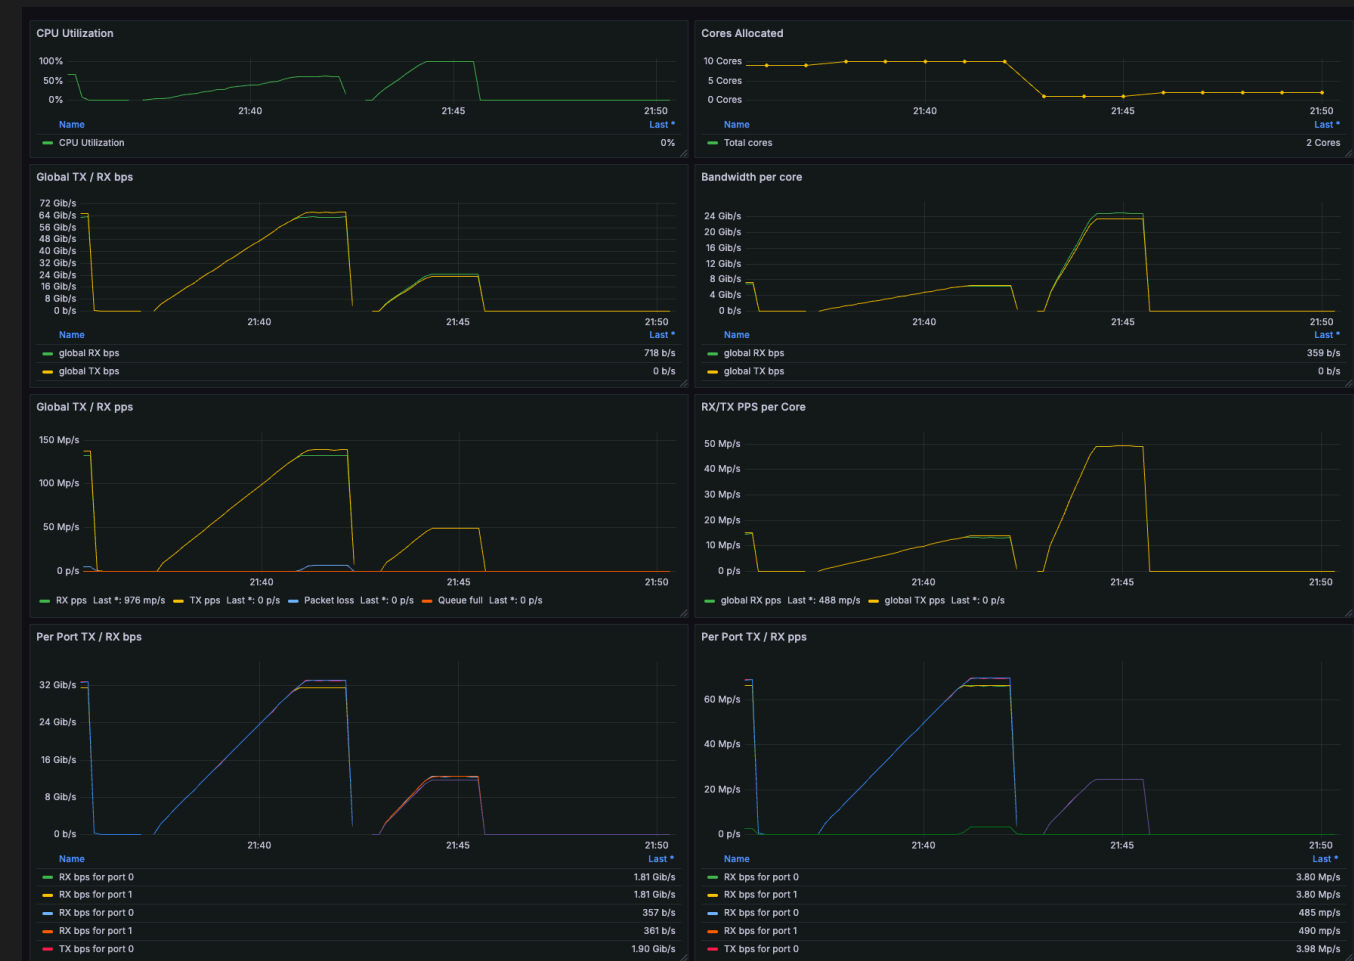 CPU Utilization
100%
50%
0%
21:40 21:45 21:50
Name Last *
CPU Utilization 0%
Cores Allocated
10 Cores
5 Cores
0 Cores
21:40 21:45 21:50
Name Last *
Total cores 2 Cores
Global TX / RX bps
72 Gib/s
64 Gib/s
56 Gib/s
48 Gib/s
40 Gib/s
32 Gib/s
24 Gib/s
16 Gib/s
8 Gib/s
0 b/s
21:40 21:45 21:50
Name Last *
global RX bps 718 b/s
global TX bps 0 b/s
Bandwidth per core
24 Gib/s
20 Gib/s
16 Gib/s
12 Gib/s
8 Gib/s
4 Gib/s
0 b/s
21:40 21:45 21:50
Name Last *
global RX bps 359 b/s
global TX bps 0 b/s
Global TX / RX pps
150 Mp/s
100 Mp/s
50 Mp/s
0 p/s
21:40 21:45 21:50
RX pps Last *: 976 mp/s TX pps Last *: 0 p/s Packet loss Last *: 0 p/s Queue full Last *: 0 p/s
RX/TX PPS per Core
50 Mp/s
40 Mp/s
30 Mp/s
20 Mp/s
10 Mp/s
0 p/s
21:40 21:45 21:50
global RX pps Last *: 488 mp/s global TX pps Last *: 0 p/s
Per Port TX / RX bps
32 Gib/s
24 Gib/s
16 Gib/s
8 Gib/s
0 b/s
21:40 21:45 21:50
Name Last *
RX bps for port 0 1.81 Gib/s
RX bps for port 1 1.81 Gib/s
RX bps for port 0 357 b/s
RX bps for port 1 361 b/s
TX bps for port 0 1.90 Gib/s
Per Port TX / RX pps
60 Mp/s
40 Mp/s
20 Mp/s
0 p/s
21:40 21:45 21:50
Name Last *
RX bps for port 0 3.80 Mp/s
RX bps for port 1 3.80 Mp/s
RX bps for port 0 485 mp/s
RX bps for port 1 490 mp/s
TX bps for port 0 3.98 Mp/s